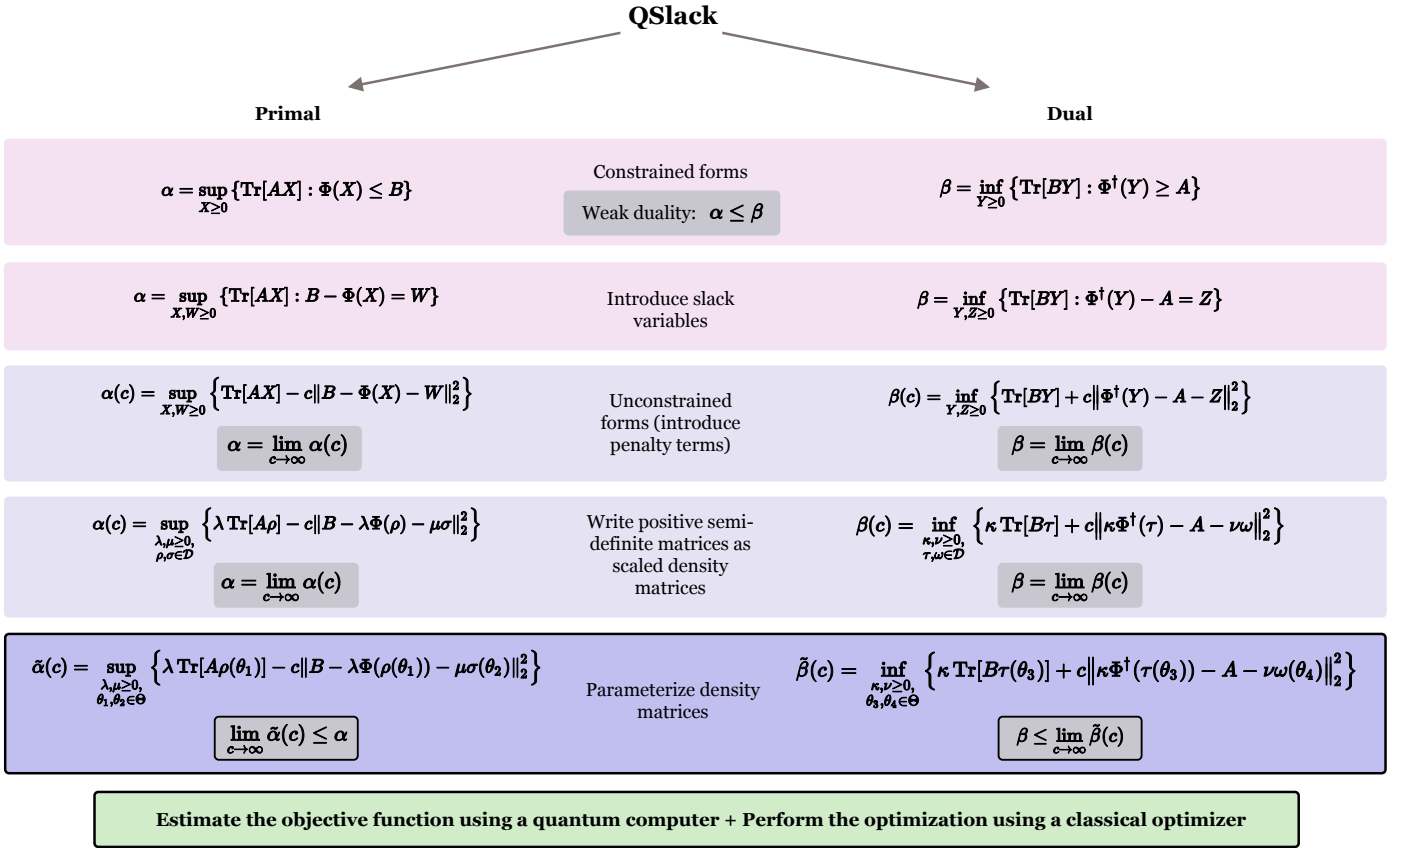 QSlack
Primal
Dual
α = sup_{X≥0} {Tr[AX] : Φ(X) ≤ B}
Constrained forms
Weak duality: α ≤ β
β = inf_{Y≥0} {Tr[BY] : Φ†(Y) ≥ A}
α = sup_{X,W≥0} {Tr[AX] : B − Φ(X) = W}
Introduce slack
variables
β = inf_{Y,Z≥0} {Tr[BY] : Φ†(Y) − A = Z}
α(c) = sup_{X,W≥0} {Tr[AX] − c‖B − Φ(X) − W‖₂²}
α = lim_{c→∞} α(c)
Unconstrained
forms (introduce
penalty terms)
β(c) = inf_{Y,Z≥0} {Tr[BY] + c‖Φ†(Y) − A − Z‖₂²}
β = lim_{c→∞} β(c)
α(c) = sup_{λ,μ≥0, ρ,σ∈𝒟} {λ Tr[Aρ] − c‖B − λΦ(ρ) − μσ‖₂²}
α = lim_{c→∞} α(c)
Write positive semi-
definite matrices as
scaled density
matrices
β(c) = inf_{κ,ν≥0, τ,ω∈𝒟} {κ Tr[Bτ] + c‖κΦ†(τ) − A − νω‖₂²}
β = lim_{c→∞} β(c)
α̃(c) = sup_{λ,μ≥0, θ₁,θ₂∈Θ} {λ Tr[Aρ(θ₁)] − c‖B − λΦ(ρ(θ₁)) − μσ(θ₂)‖₂²}
lim_{c→∞} α̃(c) ≤ α
Parameterize density
matrices
β̃(c) = inf_{κ,ν≥0, θ₃,θ₄∈Θ} {κ Tr[Bτ(θ₃)] + c‖κΦ†(τ(θ₃)) − A − νω(θ₄)‖₂²}
β ≤ lim_{c→∞} β̃(c)
Estimate the objective function using a quantum computer + Perform the optimization using a classical optimizer